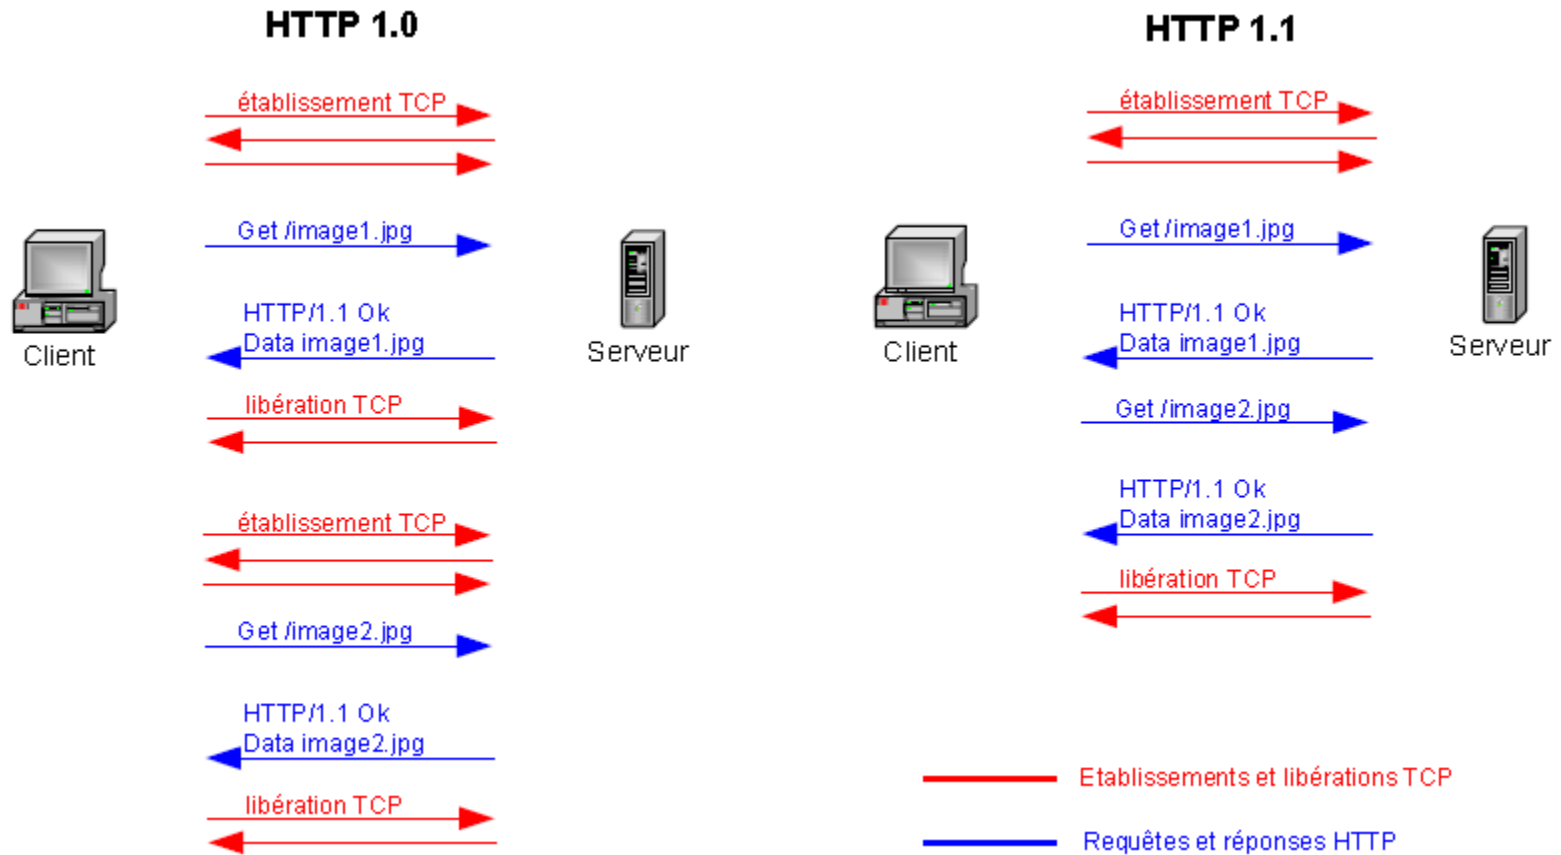 HTTP 1.0
établissement TCP
Get /image1.jpg
HTTP/1.1 Ok
Data image1.jpg
Client
Serveur
libération TCP
établissement TCP
Get /image2.jpg
HTTP/1.1 Ok
Data image2.jpg
libération TCP
HTTP 1.1
établissement TCP
Get /image1.jpg
HTTP/1.1 Ok
Data image1.jpg
Client
Serveur
Get /image2.jpg
HTTP/1.1 Ok
Data image2.jpg
libération TCP
Etablissements et libérations TCP
Requêtes et réponses HTTP